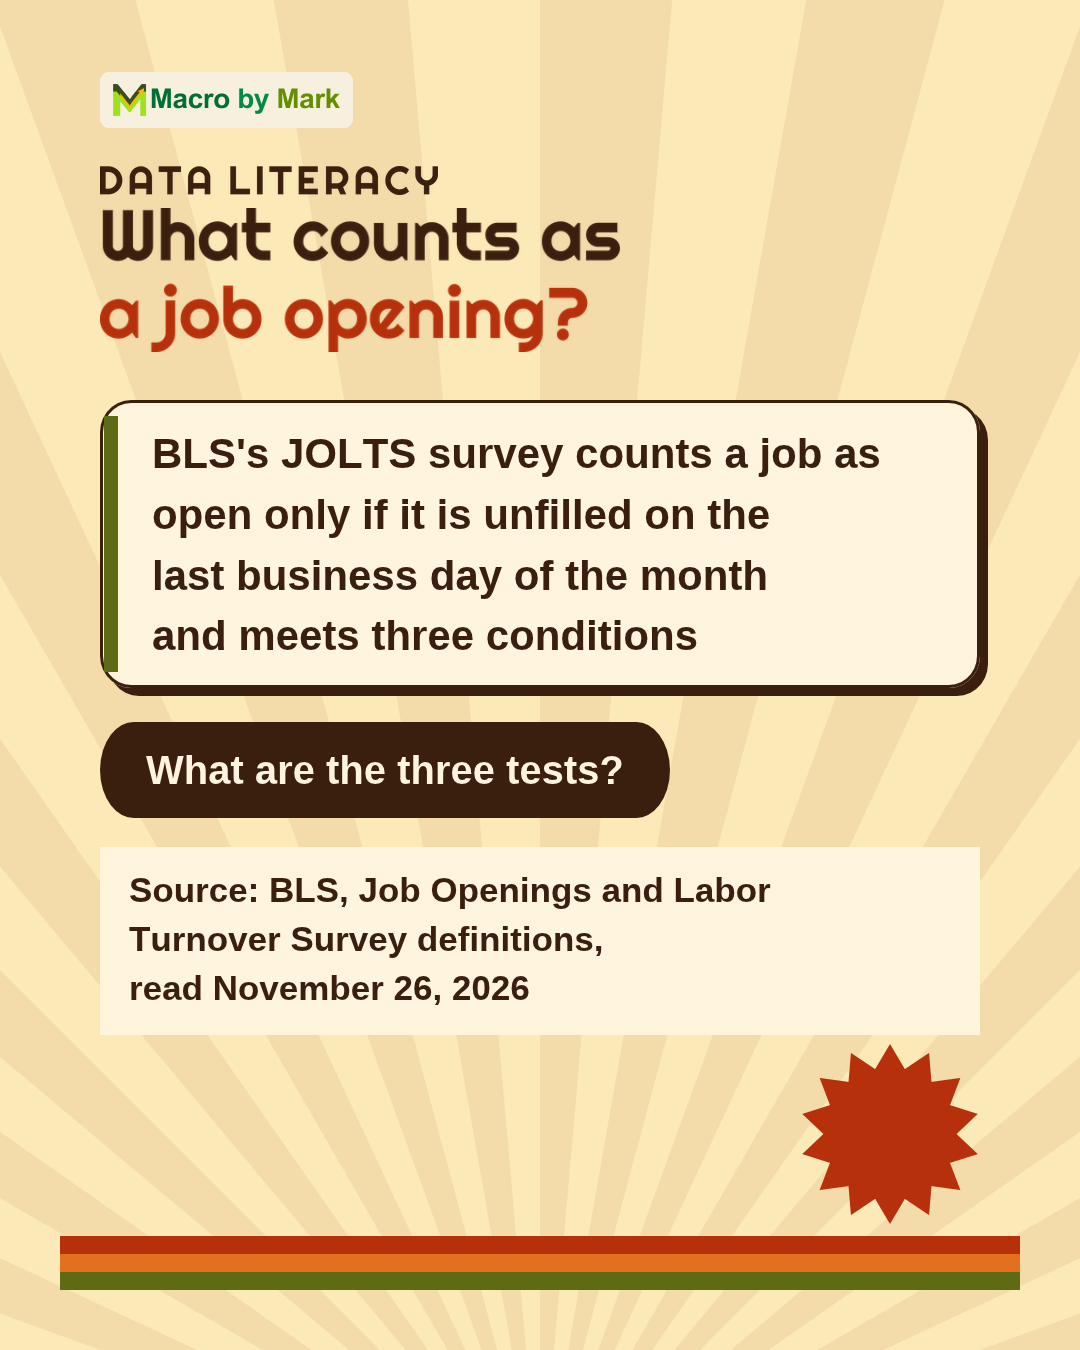 Macro by Mark
DATA LITERACY
What counts as
a job opening?
BLS's JOLTS survey counts a job as
open only if it is unfilled on the
last business day of the month
and meets three conditions
What are the three tests?
Source: BLS, Job Openings and Labor
Turnover Survey definitions,
read November 26, 2026